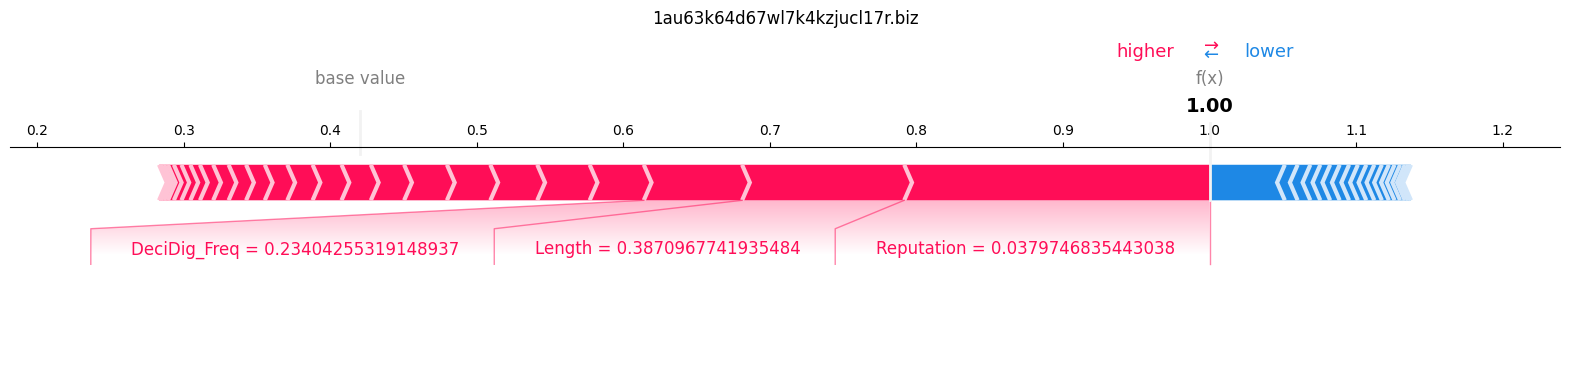 1au63k64d67wl7k4kzjucl17r.biz
higher ⇄ lower
base value f(x)
1.00
0.2 0.3 0.4 0.5 0.6 0.7 0.8 0.9 1.0 1.1 1.2
DeciDig_Freq = 0.23404255319148937 Length = 0.3870967741935484 Reputation = 0.0379746835443038